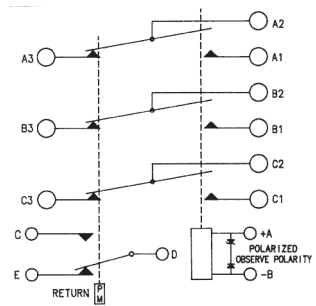 A2
A3
A1
B2
B3
B1
C2
C3
C1
C
+A
D
POLARIZED
OBSERVE POLARITY
E
-B
RETURN
P
M